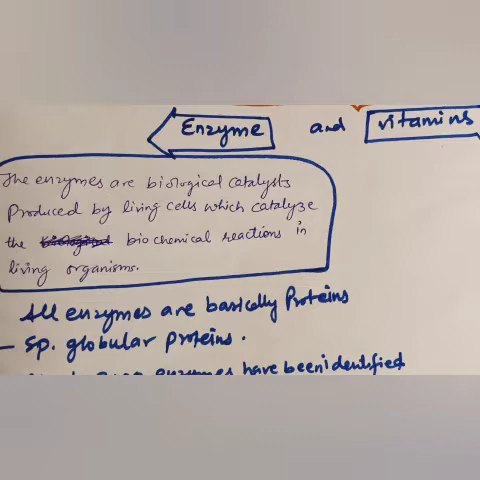 Enzyme and vitamins
The enzymes are biological catalysts
Produced by living cells which catalyze
the biochemical reactions in
living organisms.
All enzymes are basically Proteins
- Sp. globular proteins.
enzymes have been identified